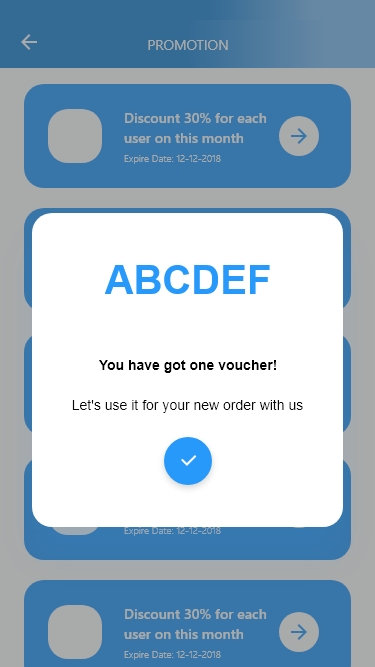 PROMOTION
Discount 30% for each
user on this month
Expire Date: 12-12-2018
ABCDEF
You have got one voucher!
Let's use it for your new order with us
Expire Date: 12-12-2018
Discount 30% for each
user on this month
Expire Date: 12-12-2018